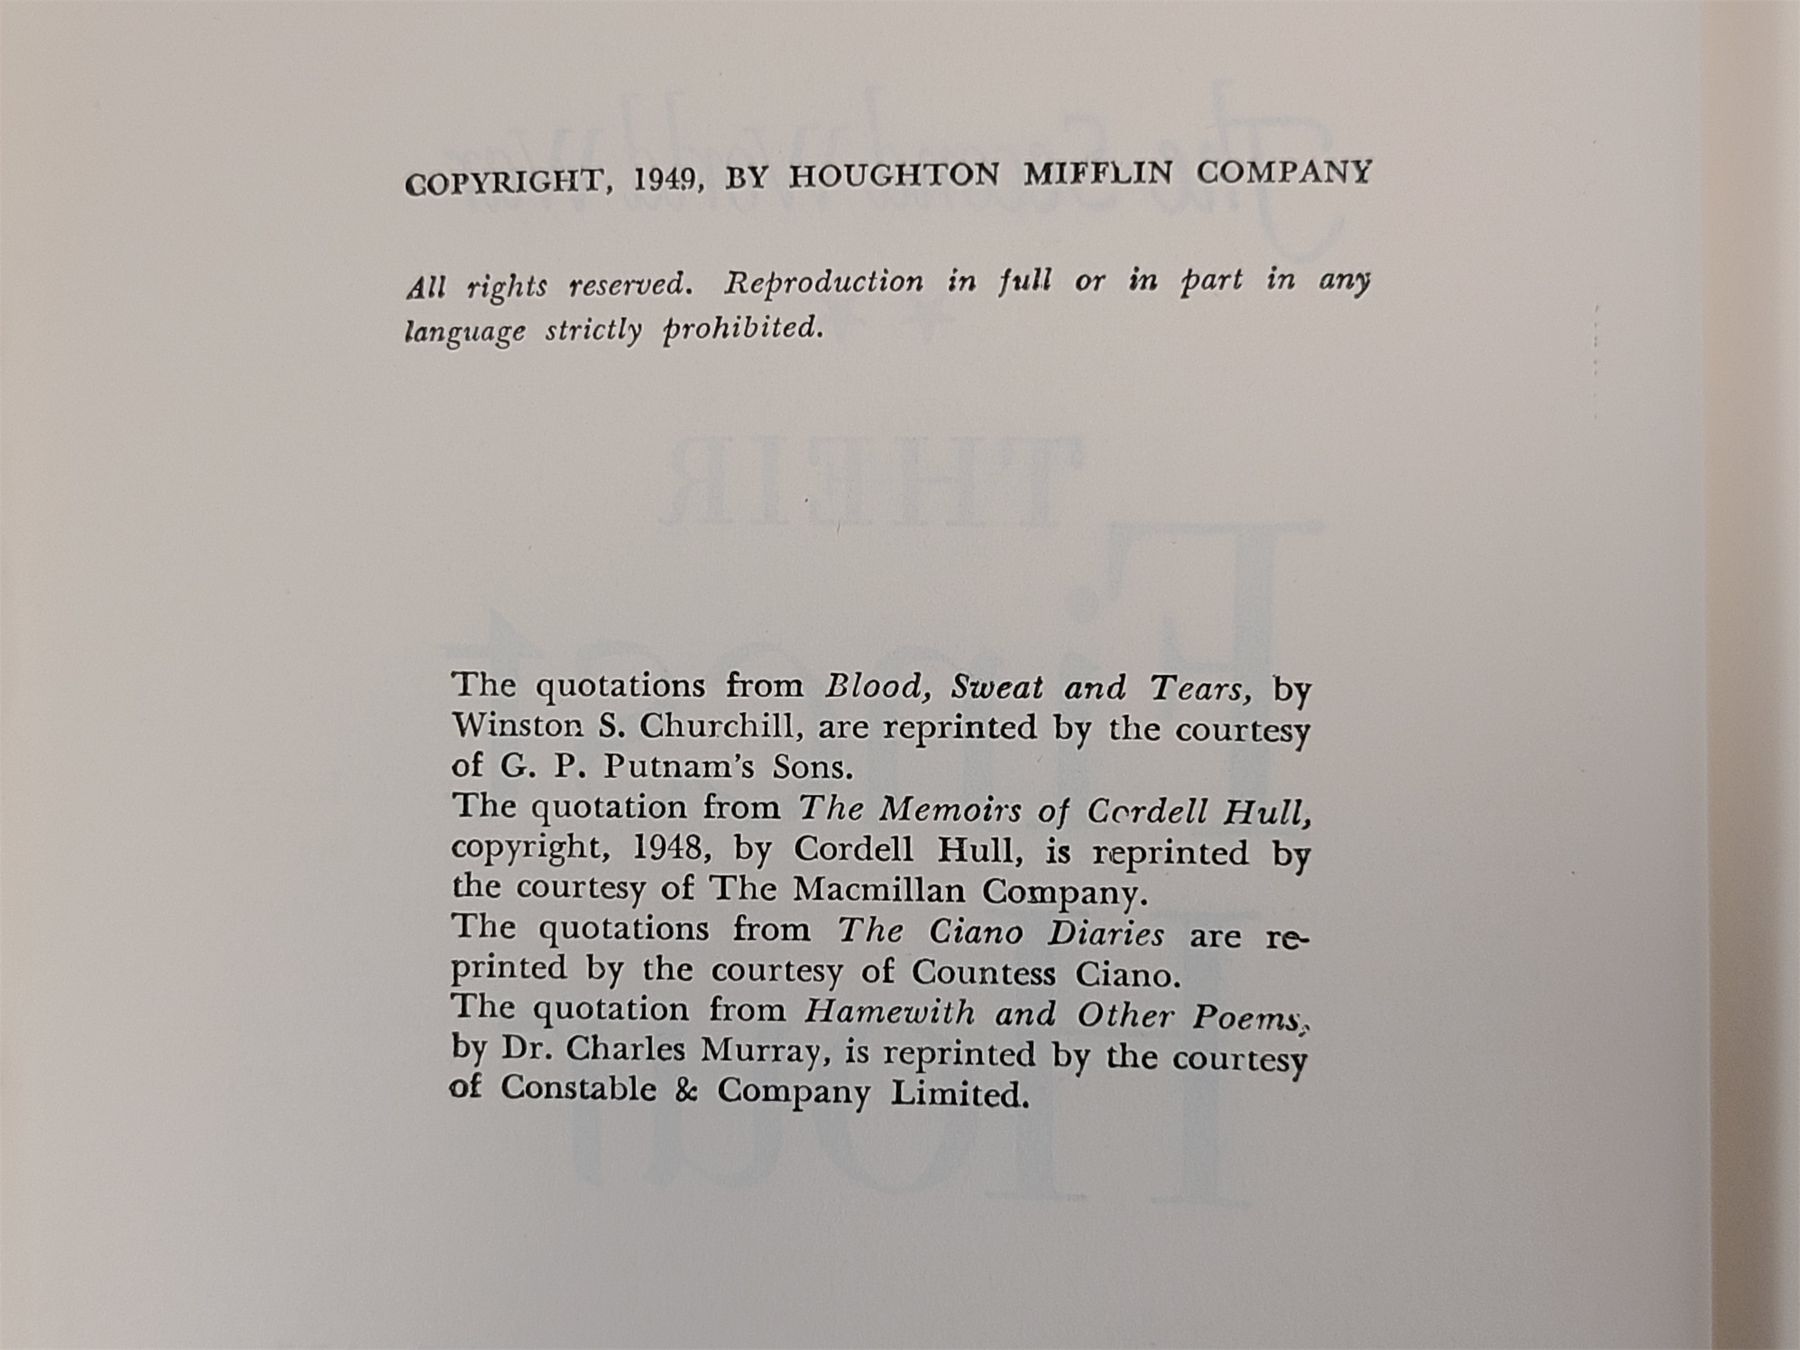 COPYRIGHT, 1949, BY HOUGHTON MIFFLIN COMPANY
All rights reserved. Reproduction in full or in part in any
language strictly prohibited.
The quotations from Blood, Sweat and Tears, by
Winston S. Churchill, are reprinted by the courtesy
of G. P. Putnam's Sons.
The quotation from The Memoirs of Cordell Hull,
copyright, 1948, by Cordell Hull, is reprinted by
the courtesy of The Macmillan Company.
The quotations from The Ciano Diaries are re-
printed by the courtesy of Countess Ciano.
The quotation from Hamewith and Other Poems,
by Dr. Charles Murray, is reprinted by the courtesy
of Constable & Company Limited.